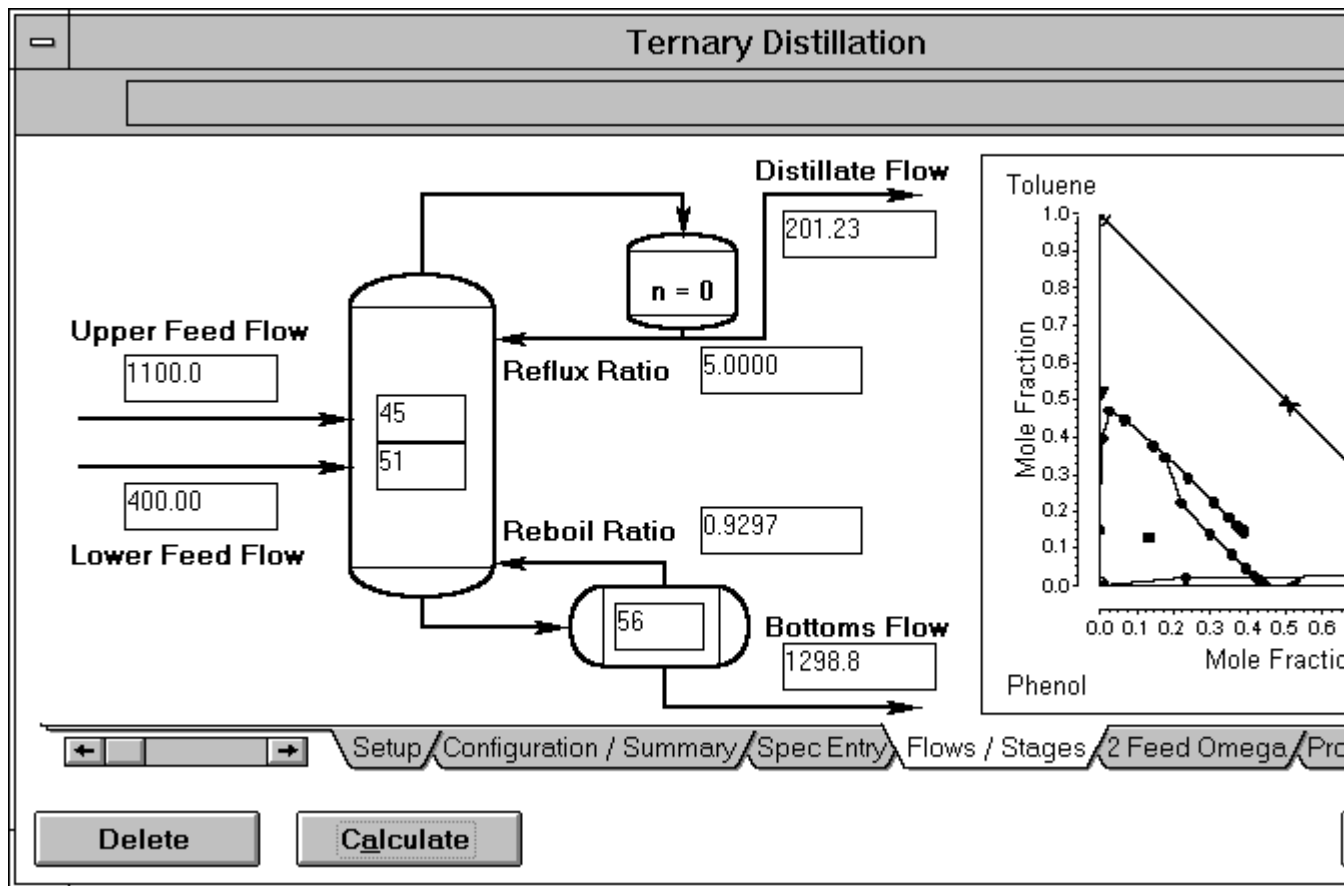 Ternary Distillation
Distillate Flow
201.23
n = 0
Upper Feed Flow
1100.0
Reflux Ratio
5.0000
45
51
400.00
Lower Feed Flow
Reboil Ratio
0.9297
56
Bottoms Flow
1298.8
Toluene
1.0
0.9
0.8
0.7
0.6
0.5
0.4
0.3
0.2
0.1
0.0
Mole Fraction
0.0 0.1 0.2 0.3 0.4 0.5 0.6
Mole Fractio
Phenol
Setup
Configuration / Summary
Spec Entry
Flows / Stages
2 Feed Omega
Pro
Delete
Calculate